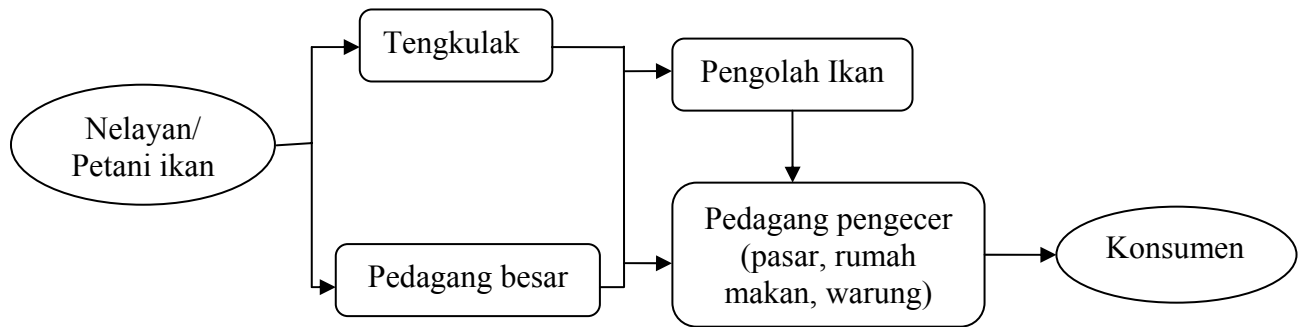 Nelayan/
Petani ikan
Tengkulak
Pedagang besar
Pengolah Ikan
Pedagang pengecer
(pasar, rumah
makan, warung)
Konsumen